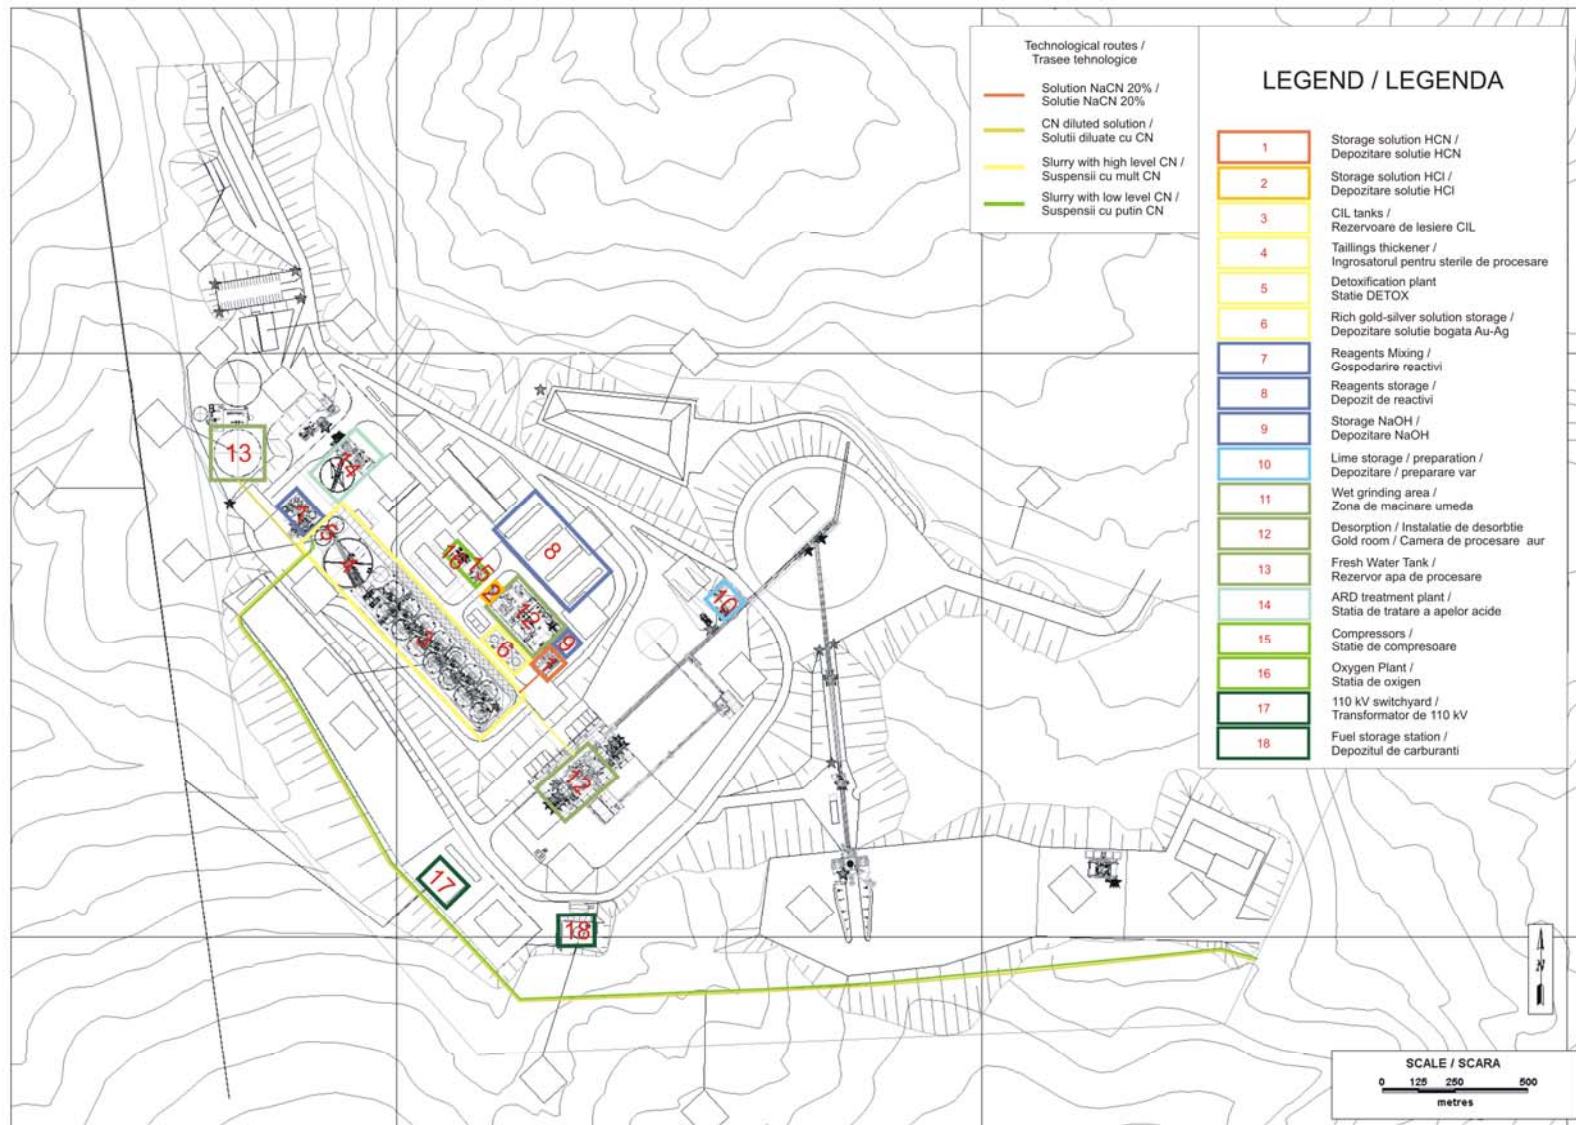 Technological routes /
Trasee tehnologice
Solution NaCN 20% /
Solutie NaCN 20%
CN diluted solution /
Solutii diluate cu CN
Slurry with high level CN /
Suspensii cu mult CN
Slurry with low level CN /
Suspensii cu putin CN
LEGEND / LEGENDA
1 Storage solution HCN /
Depozitare solutie HCN
2 Storage solution HCl /
Depozitare solutie HCl
3 CIL tanks /
Rezervoare de lesiere CIL
4 Taillings thickener /
Ingrosatorul pentru sterile de procesare
5 Detoxification plant
Statie DETOX
6 Rich gold-silver solution storage /
Depozitare solutie bogata Au-Ag
7 Reagents Mixing /
Gospodarire reactivi
8 Reagents storage /
Depozit de reactivi
9 Storage NaOH /
Depozitare NaOH
10 Lime storage / preparation /
Depozitare / preparare var
11 Wet grinding area /
Zona de macinare umeda
12 Desorption / Instalatie de desorbtie
Gold room / Camera de procesare aur
13 Fresh Water Tank /
Rezervor apa de procesare
14 ARD treatment plant /
Statia de tratare a apelor acide
15 Compressors /
Statie de compresoare
16 Oxygen Plant /
Statia de oxigen
17 110 kV switchyard /
Transformator de 110 kV
18 Fuel storage station /
Depozitul de carburanti
13
14
7
5
4
3
16
15
2
12
8
6
9
1
10
12
17
18
N
SCALE / SCARA
0 125 250 500
metres